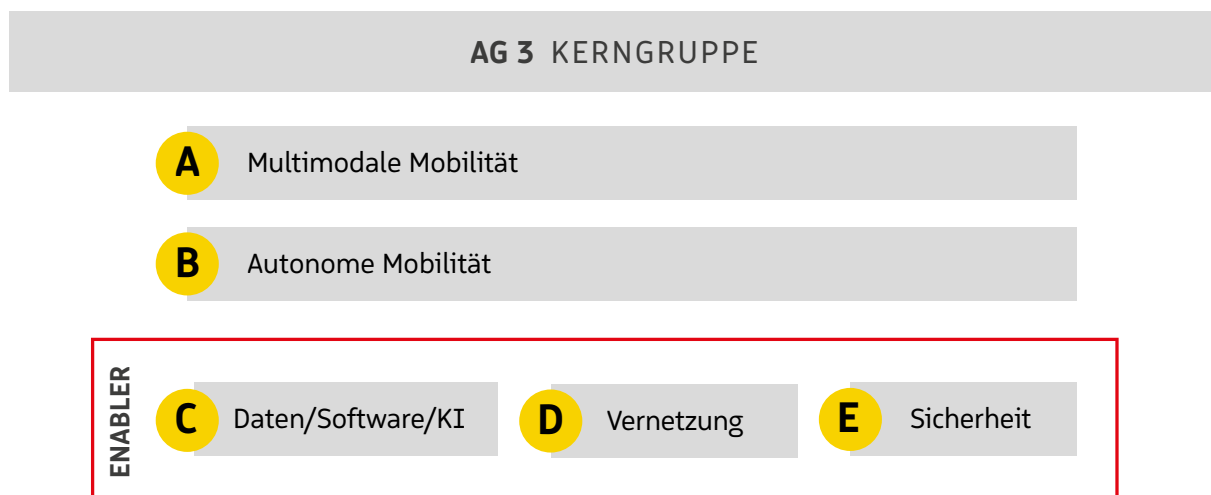 AG 3 KERNGRUPPE
A Multimodale Mobilität
B Autonome Mobilität
ENABLER
C Daten/Software/KI
D Vernetzung
E Sicherheit